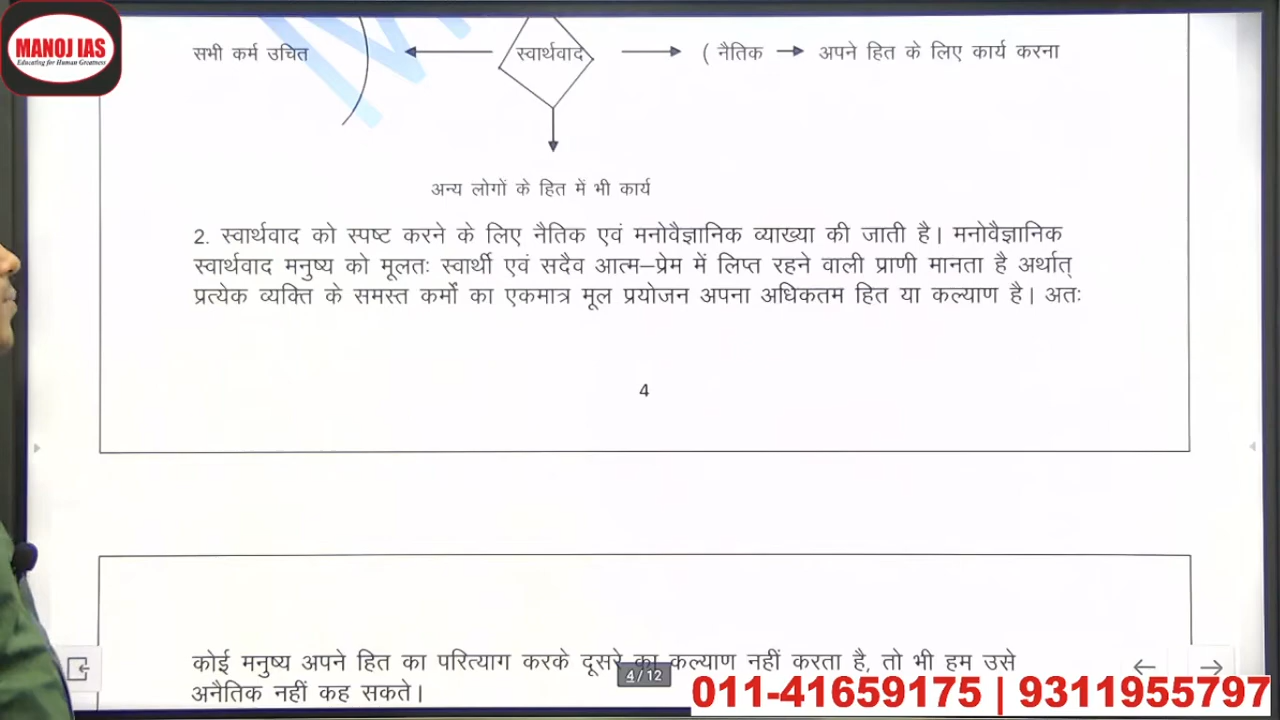 MANOJ IAS
Educating for Human Greatness
सभी कर्म उचित
स्वार्थवाद
( नैतिक → अपने हित के लिए कार्य करना
अन्य लोगों के हित में भी कार्य
2. स्वार्थवाद को स्पष्ट करने के लिए नैतिक एवं मनोवैज्ञानिक व्याख्या की जाती है। मनोवैज्ञानिक
स्वार्थवाद मनुष्य को मूलतः स्वार्थी एवं सदैव आत्म–प्रेम में लिप्त रहने वाली प्राणी मानता है अर्थात्
प्रत्येक व्यक्ति के समस्त कर्मों का एकमात्र मूल प्रयोजन अपना अधिकतम हित या कल्याण है। अतः
4
कोई मनुष्य अपने हित का परित्याग करके दूसरे का कल्याण नहीं करता है, तो भी हम उसे
4 / 12
अनैतिक नहीं कह सकते।
011-41659175 | 9311955797